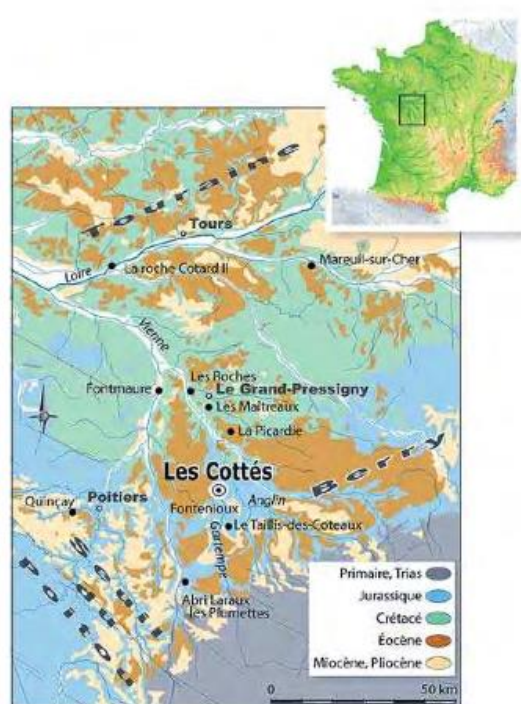 Touraine
Tours
Loire
La roche Cotard II
Mareuil-sur-Cher
Vienne
Les Roches
Fontmaure
Le Grand-Pressigny
Les Maitreaux
La Picardie
Berry
Les Cottés
Anglin
Quinçay
Poitiers
Fontenioux
Le Taillis-des-Coteaux
Gartempe
Seuil
du
Poitou
Abri Laraux
les Plumettes
Primaire, Trias
Jurassique
Crétacé
Éocène
Miocène, Pliocène
0
50 km